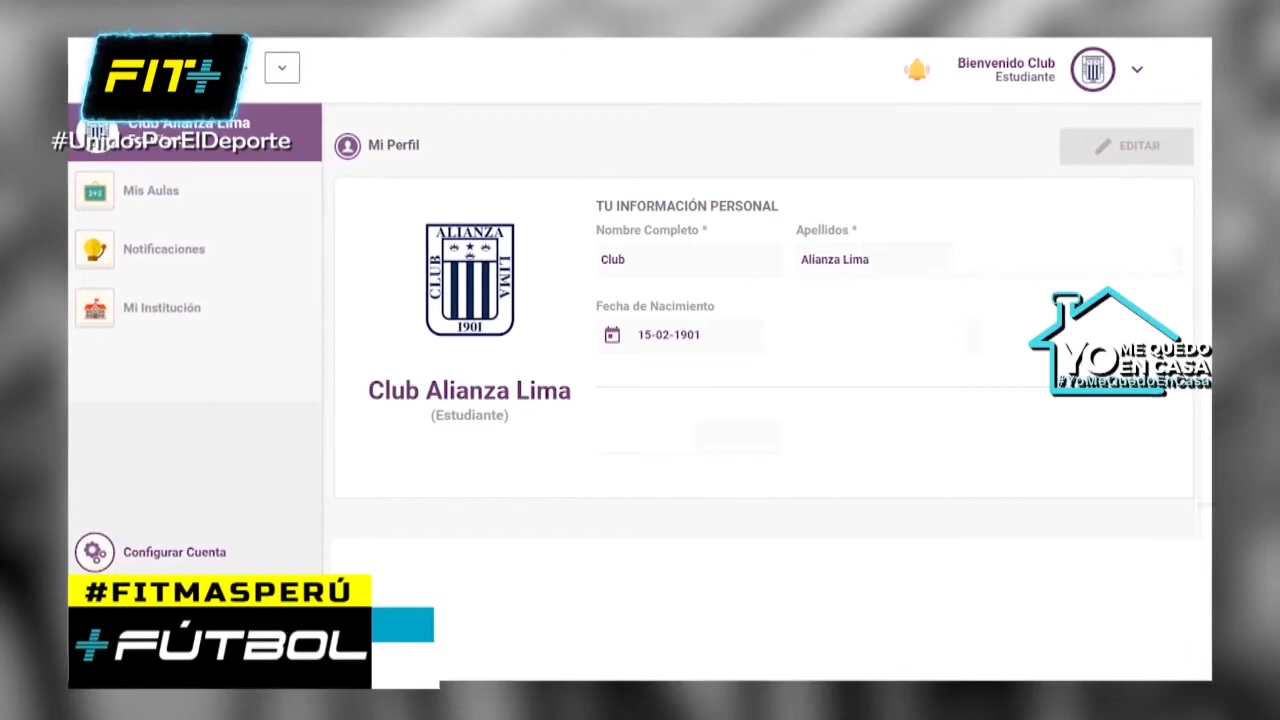 FIT+
Bienvenido Club
Estudiante
Club Alianza Lima
#UnidosPorElDeporte
Mi Perfil
EDITAR
Mis Aulas
Notificaciones
Mi Institución
TU INFORMACIÓN PERSONAL
Nombre Completo *
Apellidos *
Club
Alianza Lima
Fecha de Nacimiento
15-02-1901
ALIANZA
CLUB
LIMA
1901
Club Alianza Lima
(Estudiante)
YO ME QUEDO
EN CASA
#YoMeQuedoEnCasa
Configurar Cuenta
#FITMASPERÚ
+FÚTBOL